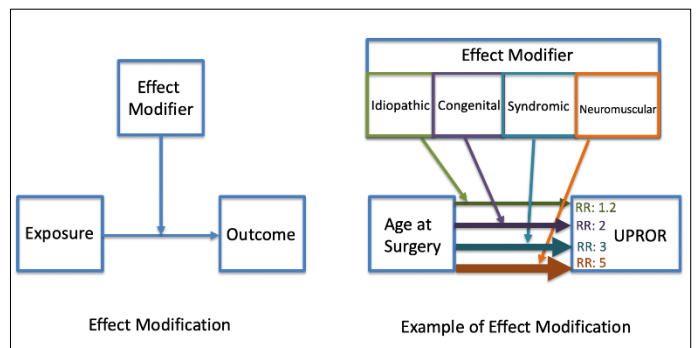 Effect
Modifier
Exposure
Outcome
Effect Modification
Effect Modifier
Idiopathic
Congenital
Syndromic
Neuromuscular
Age at
Surgery
RR: 1.2
RR: 2
RR: 3
RR: 5
UPROR
Example of Effect Modification